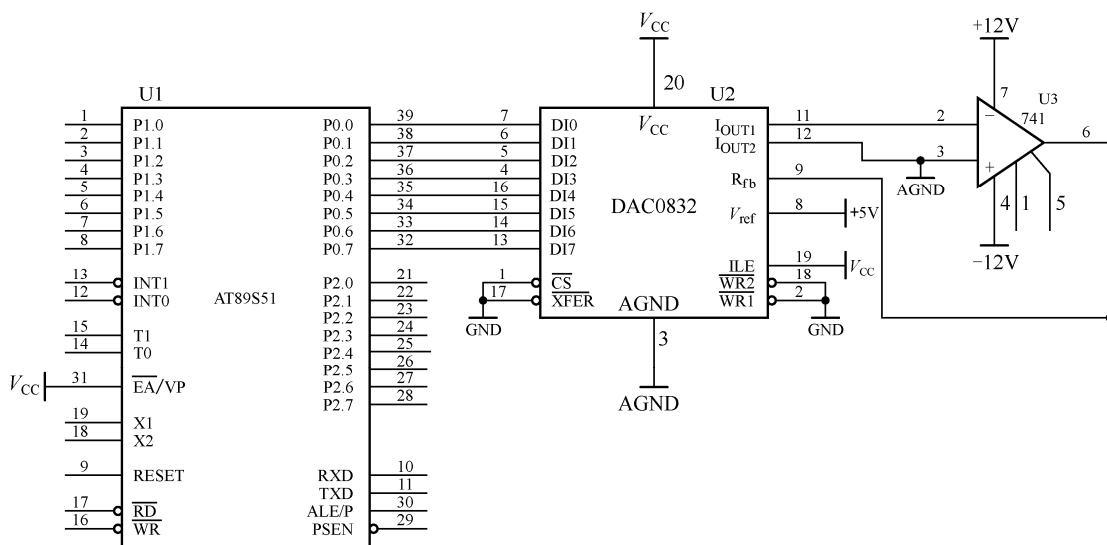 V_CC
+12V
20
U1
U2
7
U3
1 P1.0 P0.0 39 7 DI0 V_CC I_OUT1 11 2 − 741 6
2 P1.1 P0.1 38 6 DI1 I_OUT2 12
3 P1.2 P0.2 37 5 DI2 3 +
4 P1.3 P0.3 36 4 DI3 R_fb 9 AGND
5 P1.4 P0.4 35 16 DI4 4 1 5
6 P1.5 P0.5 34 15 DI5 DAC0832 V_ref 8 +5V
7 P1.6 P0.6 33 14 DI6
8 P1.7 P0.7 32 13 DI7 −12V
13 INT1 P2.0 21 1 CS ILE 19 V_CC
12 INT0 AT89S51 P2.1 22 17 XFER WR2 18
P2.2 23 GND AGND WR1 2 GND
15 T1 P2.3 24
14 T0 P2.4 25 3
P2.5 26
V_CC 31 EA/VP P2.6 27
P2.7 28 AGND
19 X1
18 X2
9 RESET RXD 10
TXD 11
17 RD ALE/P 30
16 WR PSEN 29